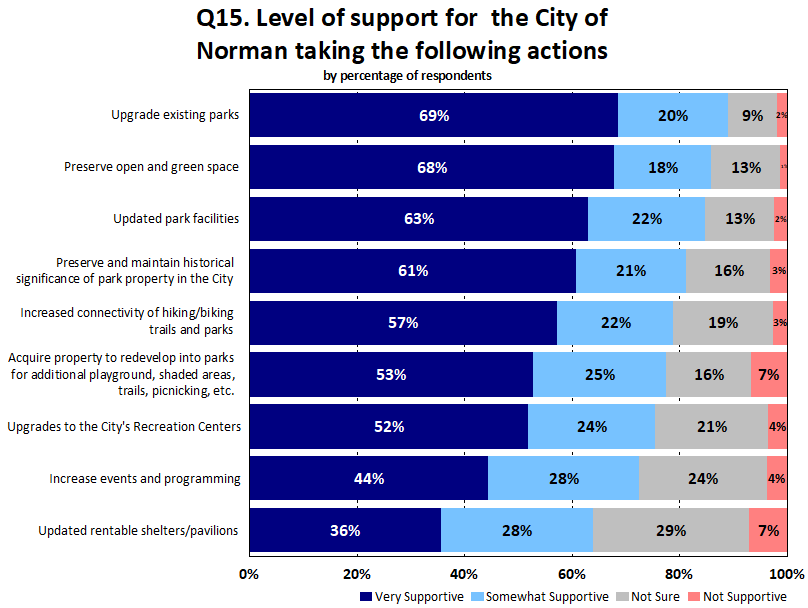 Q15. Level of support for the City of
Norman taking the following actions
by percentage of respondents
Upgrade existing parks
69%
20%
9%
2%
Preserve open and green space
68%
18%
13%
1%
Updated park facilities
63%
22%
13%
2%
Preserve and maintain historical
significance of park property in the City
61%
21%
16%
3%
Increased connectivity of hiking/biking
trails and parks
57%
22%
19%
3%
Acquire property to redevelop into parks
for additional playground, shaded areas,
trails, picnicking, etc.
53%
25%
16%
7%
Upgrades to the City's Recreation Centers
52%
24%
21%
4%
Increase events and programming
44%
28%
24%
4%
Updated rentable shelters/pavilions
36%
28%
29%
7%
0%
20%
40%
60%
80%
100%
Very Supportive
Somewhat Supportive
Not Sure
Not Supportive